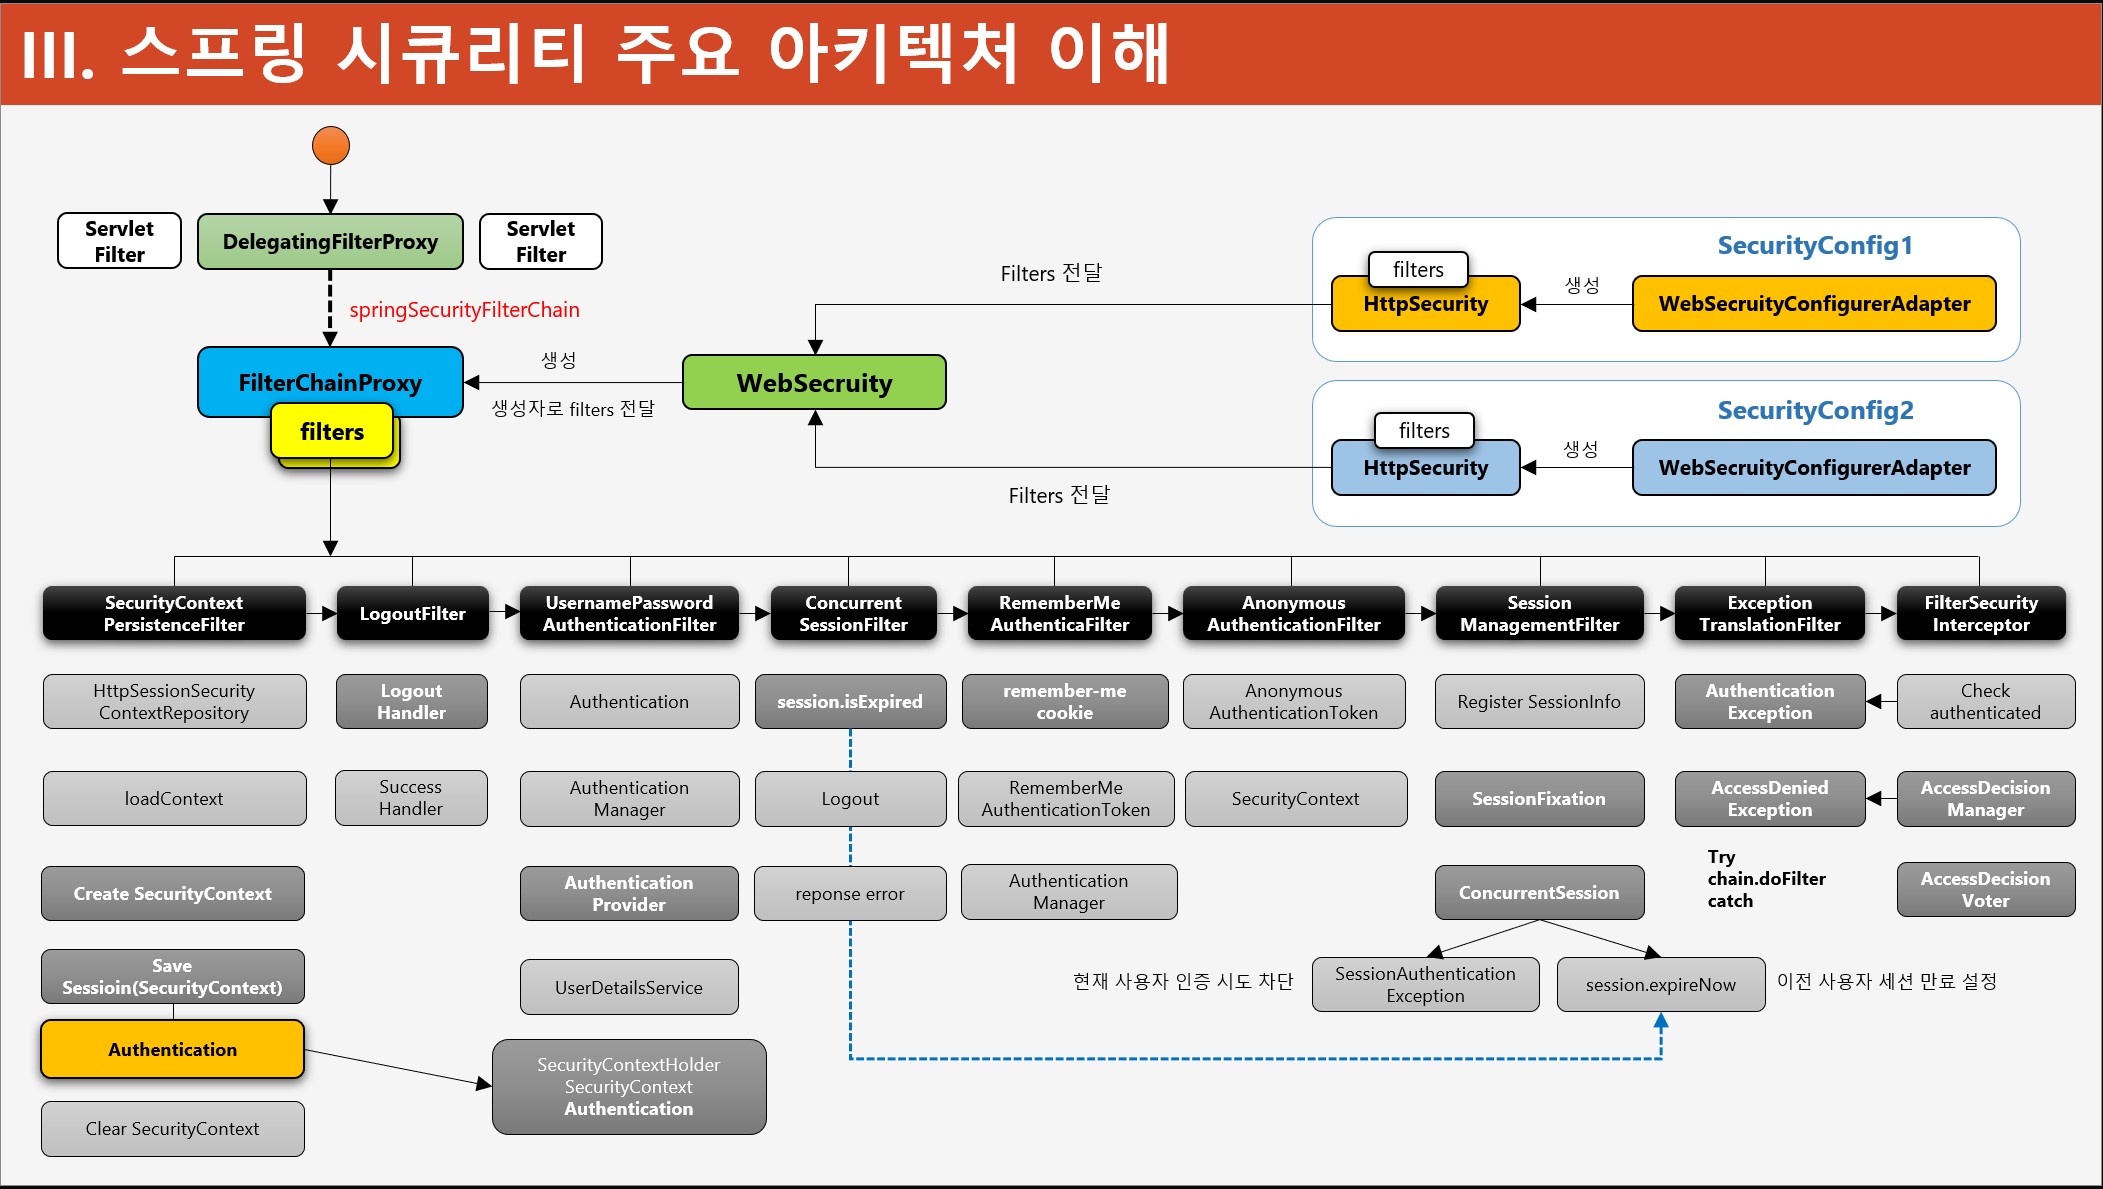 III. 스프링 시큐리티 주요 아키텍처 이해
Servlet
Filter
DelegatingFilterProxy
Servlet
Filter
springSecurityFilterChain
FilterChainProxy
filters
생성
생성자로 filters 전달
WebSecruity
Filters 전달
Filters 전달
SecurityConfig1
filters
HttpSecurity
생성
WebSecruityConfigurerAdapter
SecurityConfig2
filters
HttpSecurity
생성
WebSecruityConfigurerAdapter
SecurityContext
PersistenceFilter
LogoutFilter
UsernamePassword
AuthenticationFilter
Concurrent
SessionFilter
RememberMe
AuthenticaFilter
Anonymous
AuthenticationFilter
Session
ManagementFilter
Exception
TranslationFilter
FilterSecurity
Interceptor
HttpSessionSecurity
ContextRepository
Logout
Handler
Authentication
session.isExpired
remember-me
cookie
Anonymous
AuthenticationToken
Register SessionInfo
Authentication
Exception
Check
authenticated
loadContext
Success
Handler
Authentication
Manager
Logout
RememberMe
AuthenticationToken
SecurityContext
SessionFixation
AccessDenied
Exception
AccessDecision
Manager
Create SecurityContext
Authentication
Provider
reponse error
Authentication
Manager
ConcurrentSession
Try
chain.doFilter
catch
AccessDecision
Voter
Save
Sessioin(SecurityContext)
UserDetailsService
현재 사용자 인증 시도 차단
SessionAuthentication
Exception
session.expireNow
이전 사용자 세션 만료 설정
Authentication
SecurityContextHolder
SecurityContext
Authentication
Clear SecurityContext